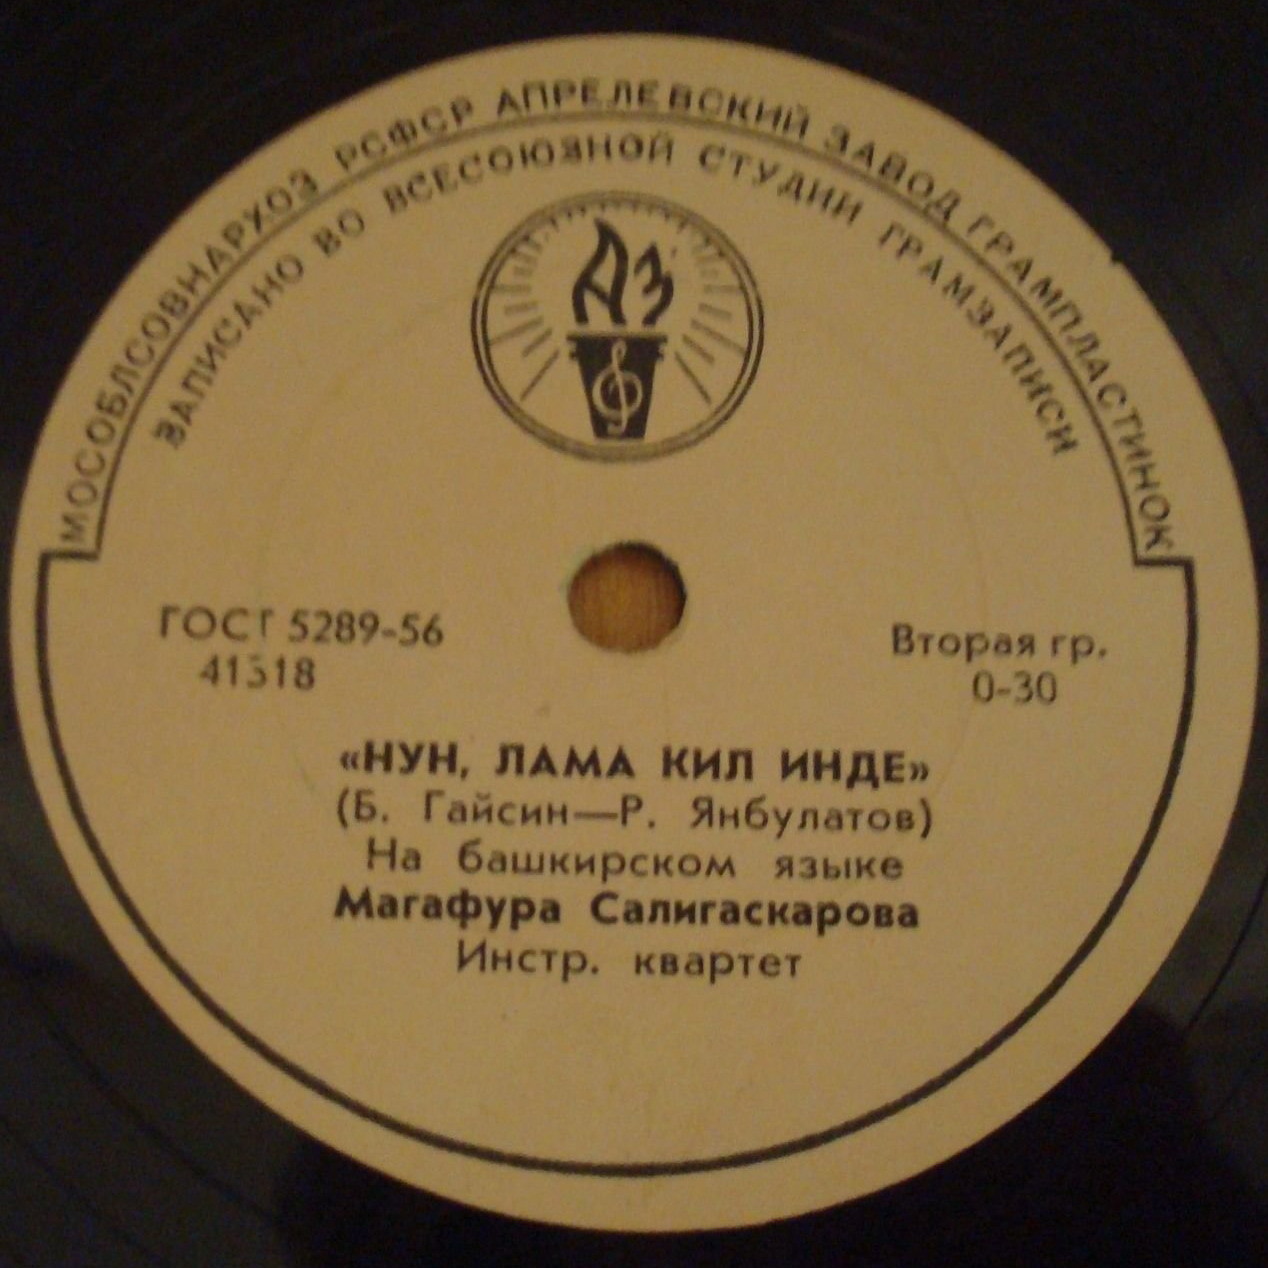 МОСОБЛСОВНАРХОЗ РСФСР АПРЕЛЕВСКИЙ ЗАВОД ГРАМПЛАСТИНОК
ЗАПИСАНО ВО ВСЕСОЮЗНОЙ СТУДИИ ГРАМЗАПИСИ
АЗ
ГОСТ 5289-56
41318
Вторая гр.
0-30
«НУН, ЛАМА КИЛ ИНДЕ»
(Б. Гайсин—Р. Янбулатов)
На башкирском языке
Магафура Салигаскарова
Инстр. квартет